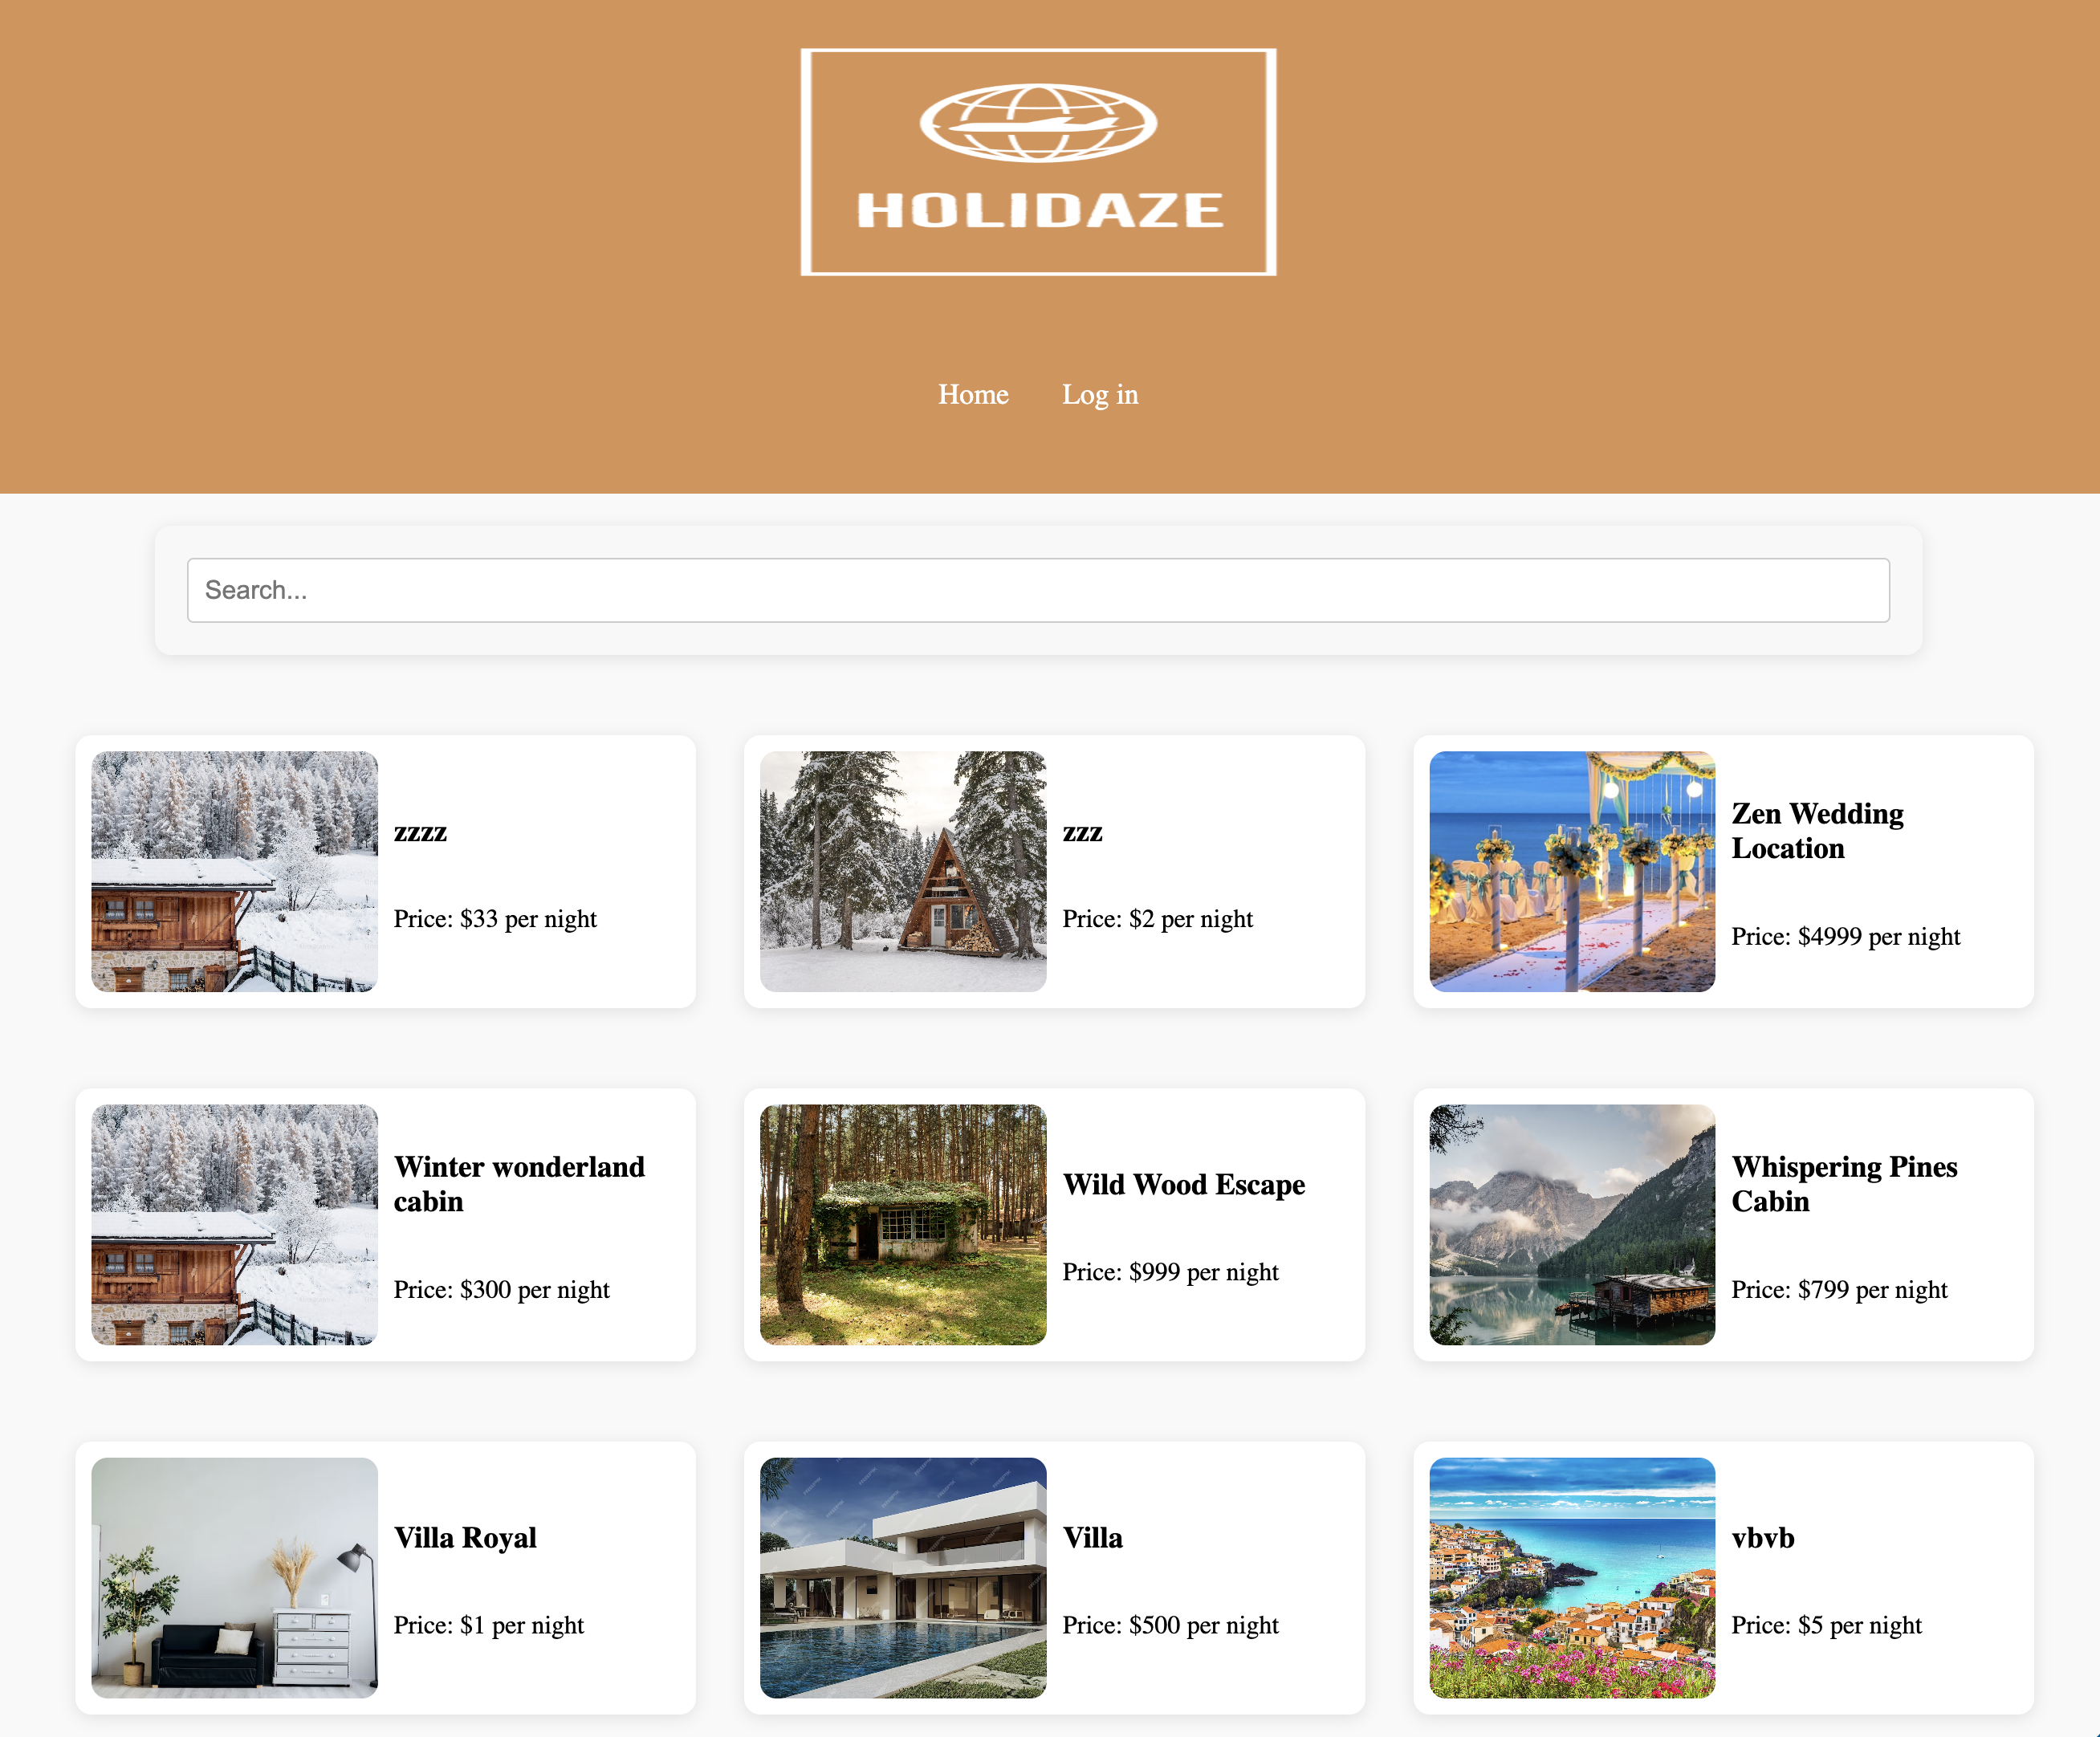 HOLIDAZE
Home Log in
Search...
zzzz
Price: $33 per night
zzz
Price: $2 per night
Zen Wedding
Location
Price: $4999 per night
Winter wonderland
cabin
Price: $300 per night
Wild Wood Escape
Price: $999 per night
Whispering Pines
Cabin
Price: $799 per night
Villa Royal
Price: $1 per night
Villa
Price: $500 per night
vbvb
Price: $5 per night